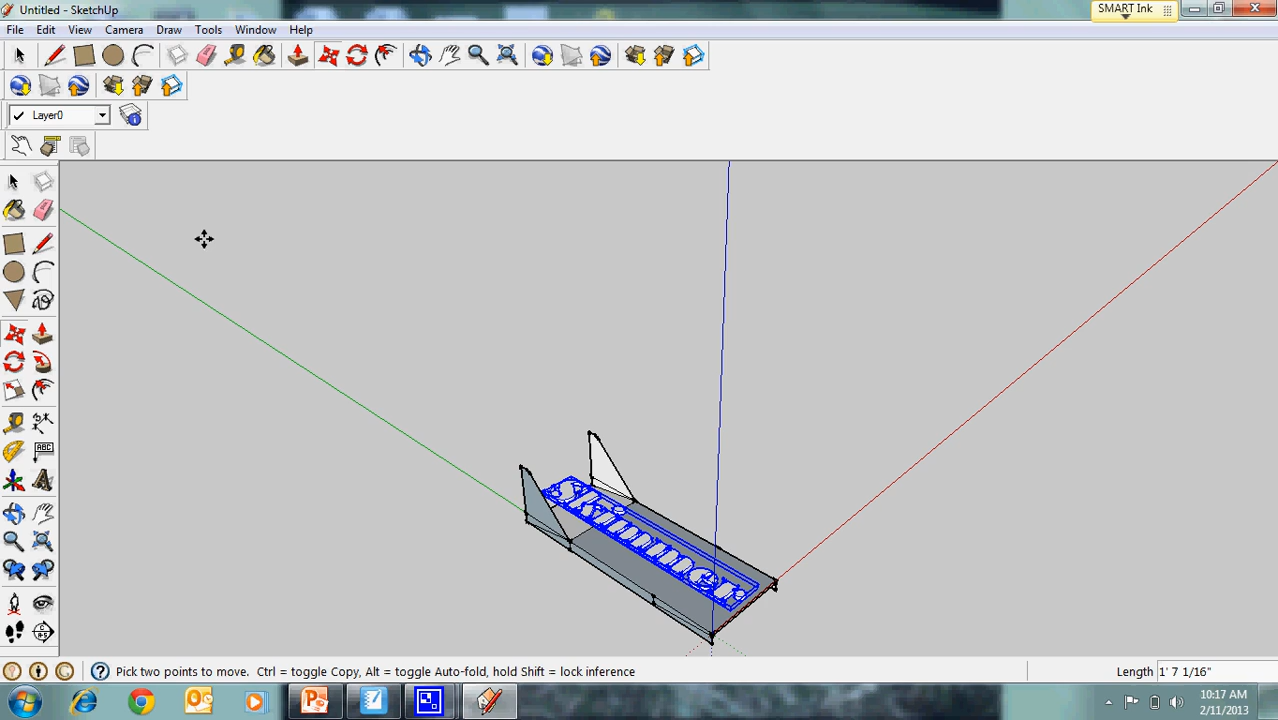 Untitled - SketchUp
SMART Ink
File Edit View Camera Draw Tools Window Help
Layer0
ABC
Skimmer
Pick two points to move. Ctrl = toggle Copy, Alt = toggle Auto-fold, hold Shift = lock inference
Length 1' 7 1/16"
10:17 AM
2/11/2013